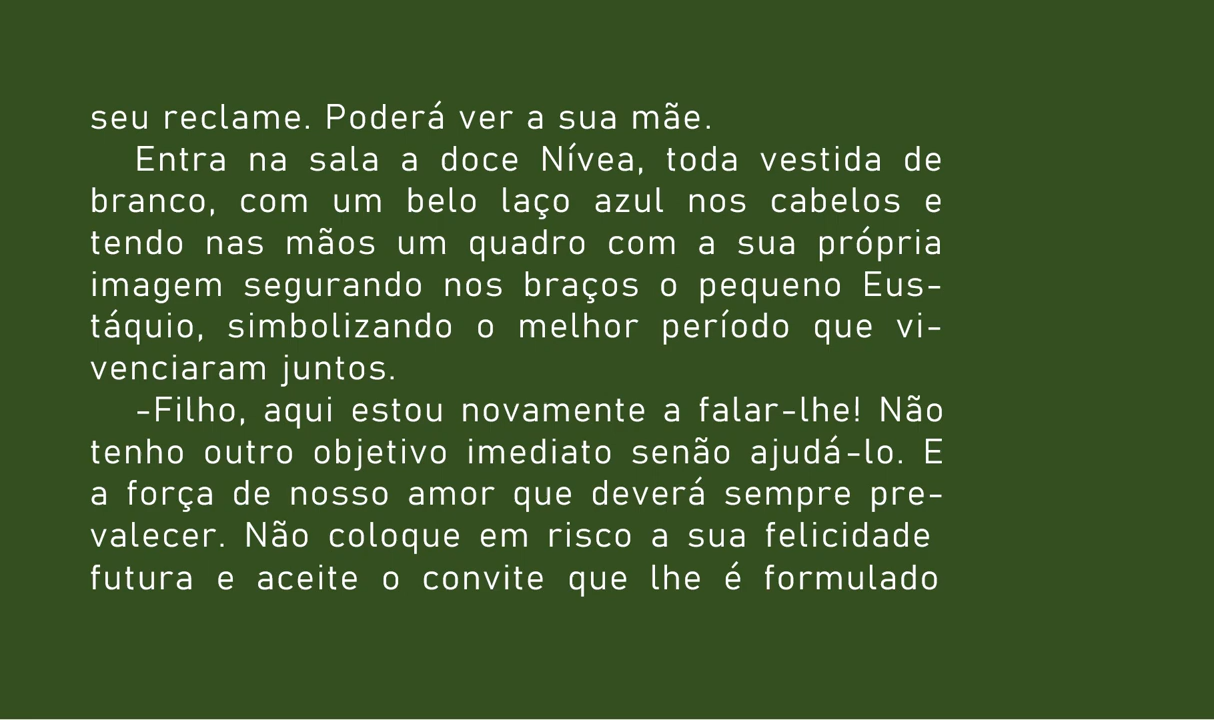 seu reclame. Poderá ver a sua mãe.
Entra na sala a doce Nívea, toda vestida de
branco, com um belo laço azul nos cabelos e
tendo nas mãos um quadro com a sua própria
imagem segurando nos braços o pequeno Eus-
táquio, simbolizando o melhor período que vi-
venciaram juntos.
-Filho, aqui estou novamente a falar-lhe! Não
tenho outro objetivo imediato senão ajudá-lo. E
a força de nosso amor que deverá sempre pre-
valecer. Não coloque em risco a sua felicidade
futura e aceite o convite que lhe é formulado